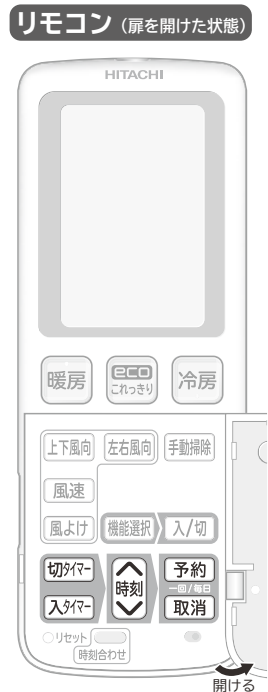 リモコン（扉を開けた状態）
HITACHI
暖房
eco
これっきり
冷房
上下風向 左右風向 手動掃除
風速
風よけ 機能選択 入/切
切タイマー 時刻 予約
一回/毎日
入タイマー 取消
リセット
時刻合わせ
開ける